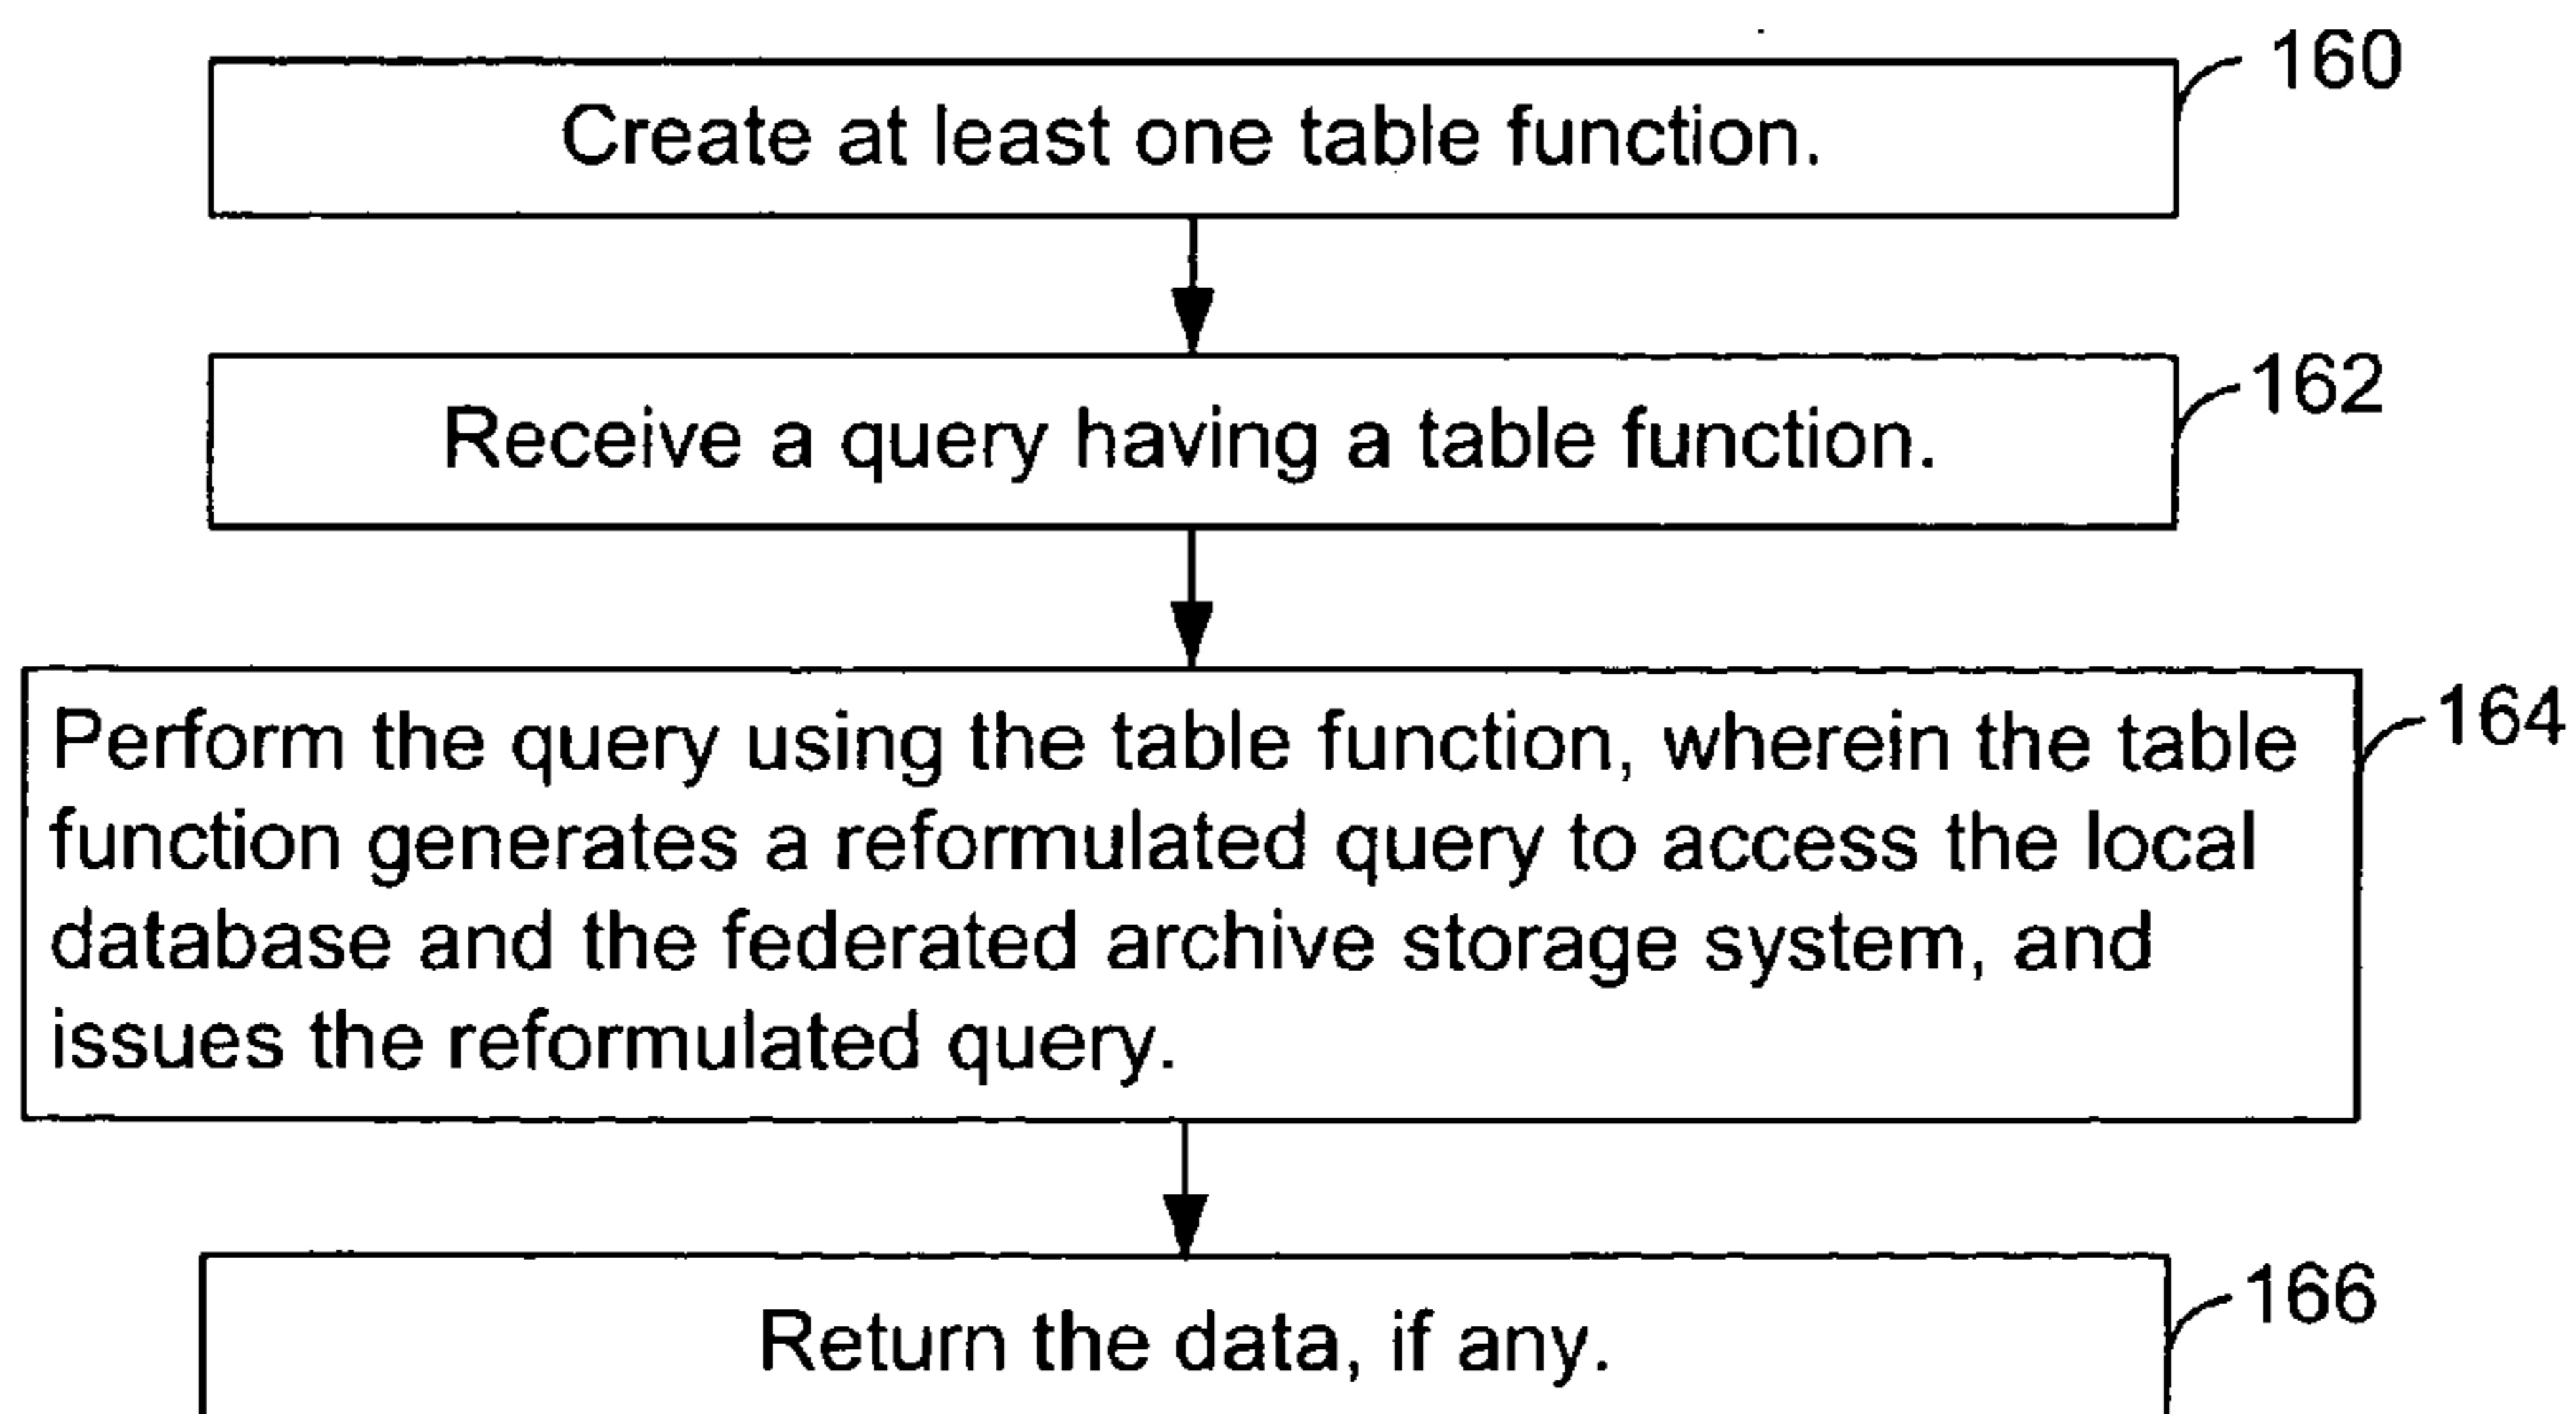 160
Create at least one table function.
162
Receive a query having a table function.
164
Perform the query using the table function, wherein the table
function generates a reformulated query to access the local
database and the federated archive storage system, and
issues the reformulated query.
166
Return the data, if any.